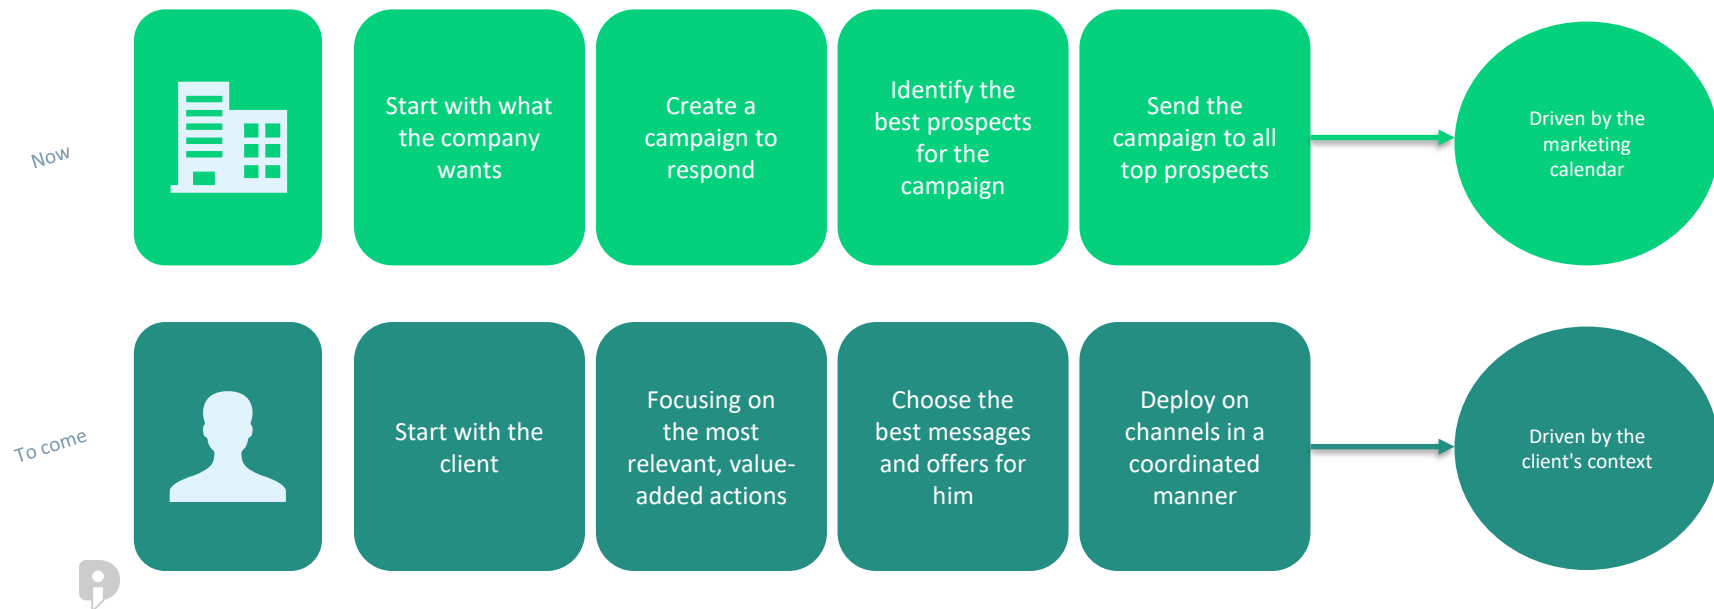 Now
Start with what
the company
wants
Create a
campaign to
respond
Identify the
best prospects
for the
campaign
Send the
campaign to all
top prospects
Driven by the
marketing
calendar
To come
Start with the
client
Focusing on
the most
relevant, value-
added actions
Choose the
best messages
and offers for
him
Deploy on
channels in a
coordinated
manner
Driven by the
client's context